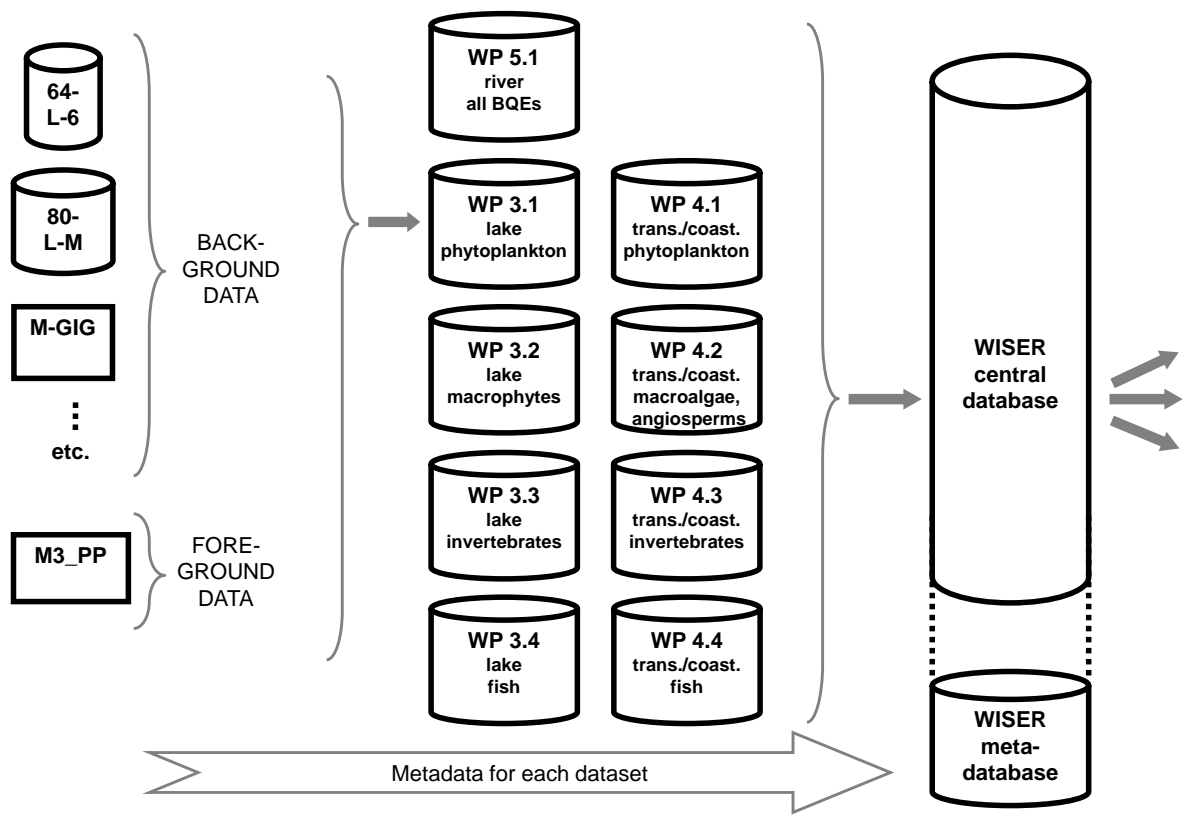 64-
L-6
80-
L-M
M-GIG
⋮
etc.
BACK-
GROUND
DATA
M3_PP
FORE-
GROUND
DATA
WP 5.1
river
all BQEs
WP 3.1
lake
phytoplankton
WP 4.1
trans./coast.
phytoplankton
WP 3.2
lake
macrophytes
WP 4.2
trans./coast.
macroalgae,
angiosperms
WP 3.3
lake
invertebrates
WP 4.3
trans./coast.
invertebrates
WP 3.4
lake
fish
WP 4.4
trans./coast.
fish
WISER
central
database
WISER
meta-
database
Metadata for each dataset